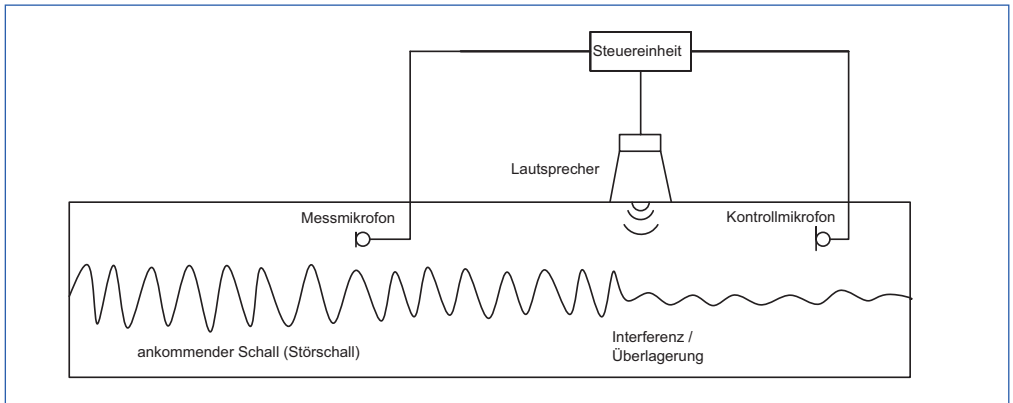 Steuereinheit
Lautsprecher
Messmikrofon
Kontrollmikrofon
ankommender Schall (Störschall)
Interferenz /
Überlagerung